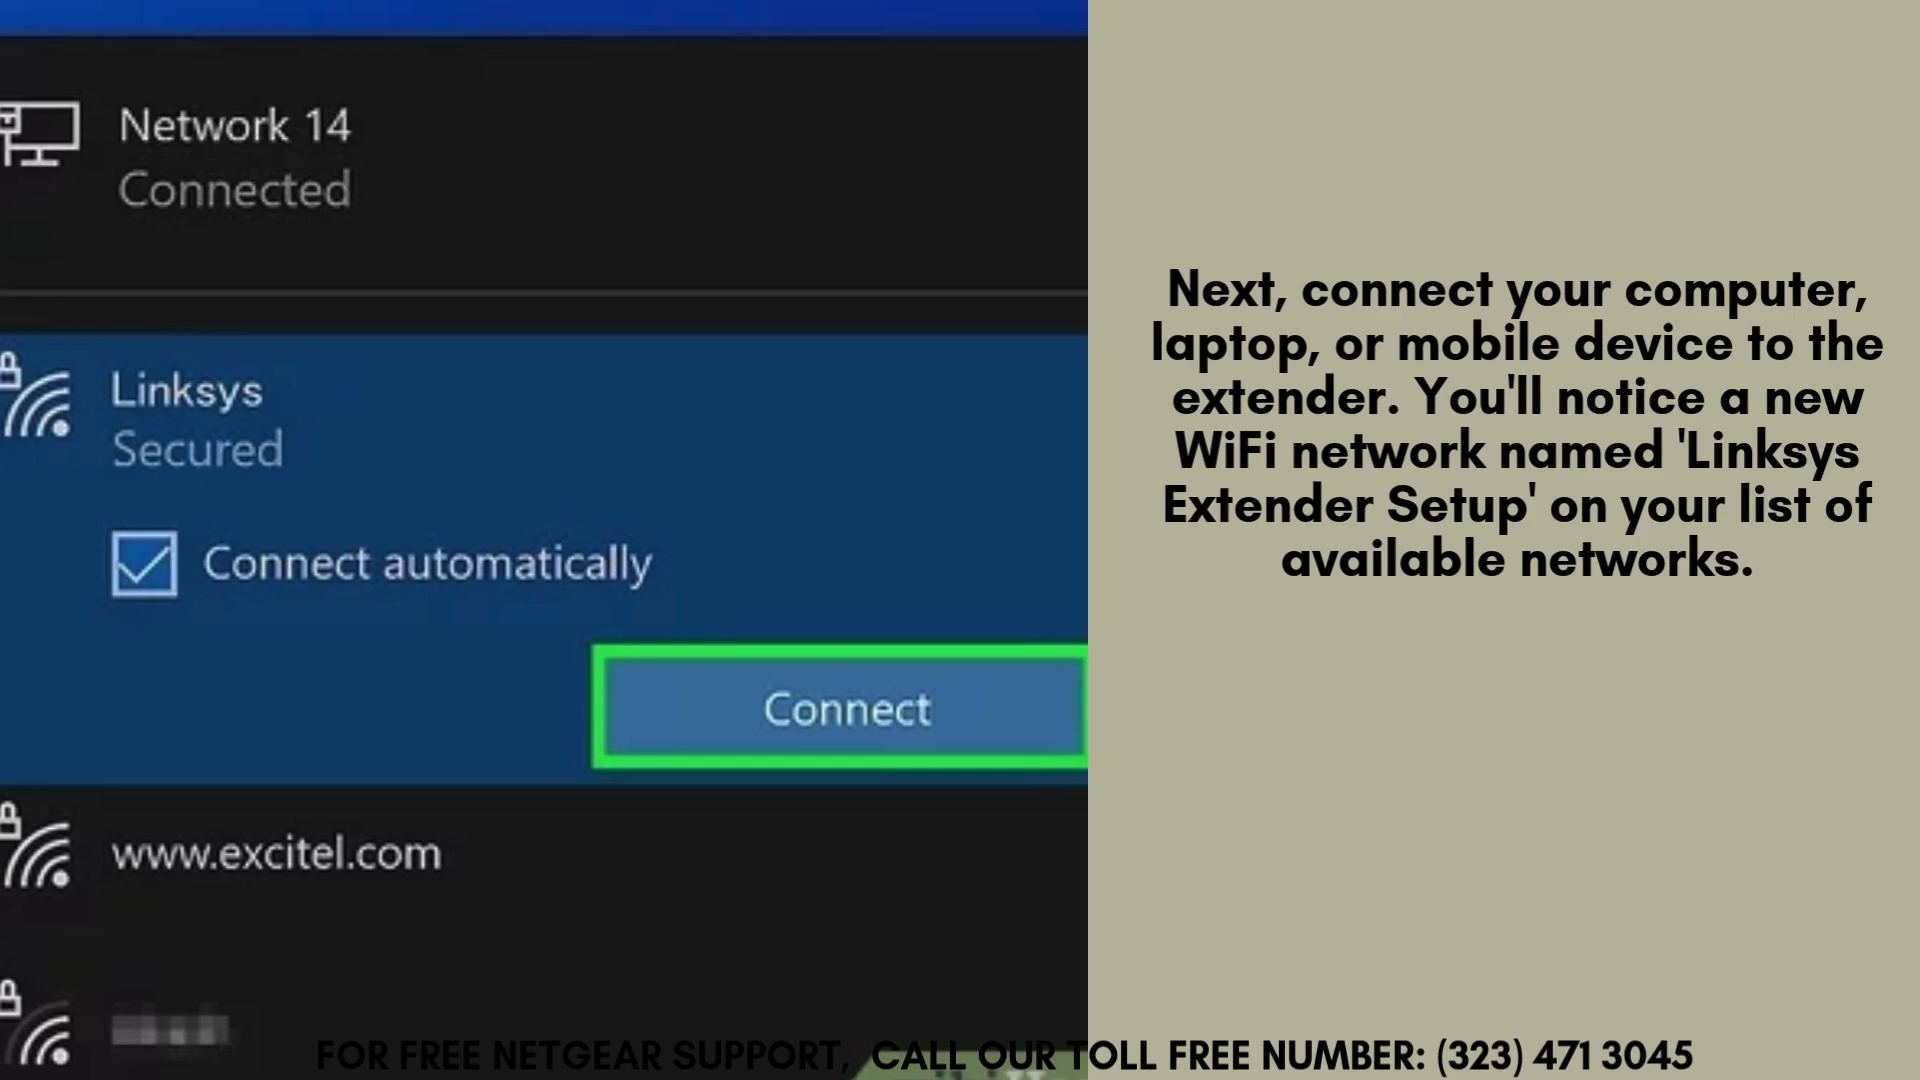 Network 14
Connected
Linksys
Secured
Connect automatically
Connect
www.excitel.com
Next, connect your computer,
laptop, or mobile device to the
extender. You'll notice a new
WiFi network named 'Linksys
Extender Setup' on your list of
available networks.
FOR FREE NETGEAR SUPPORT, CALL OUR TOLL FREE NUMBER: (323) 471 3045